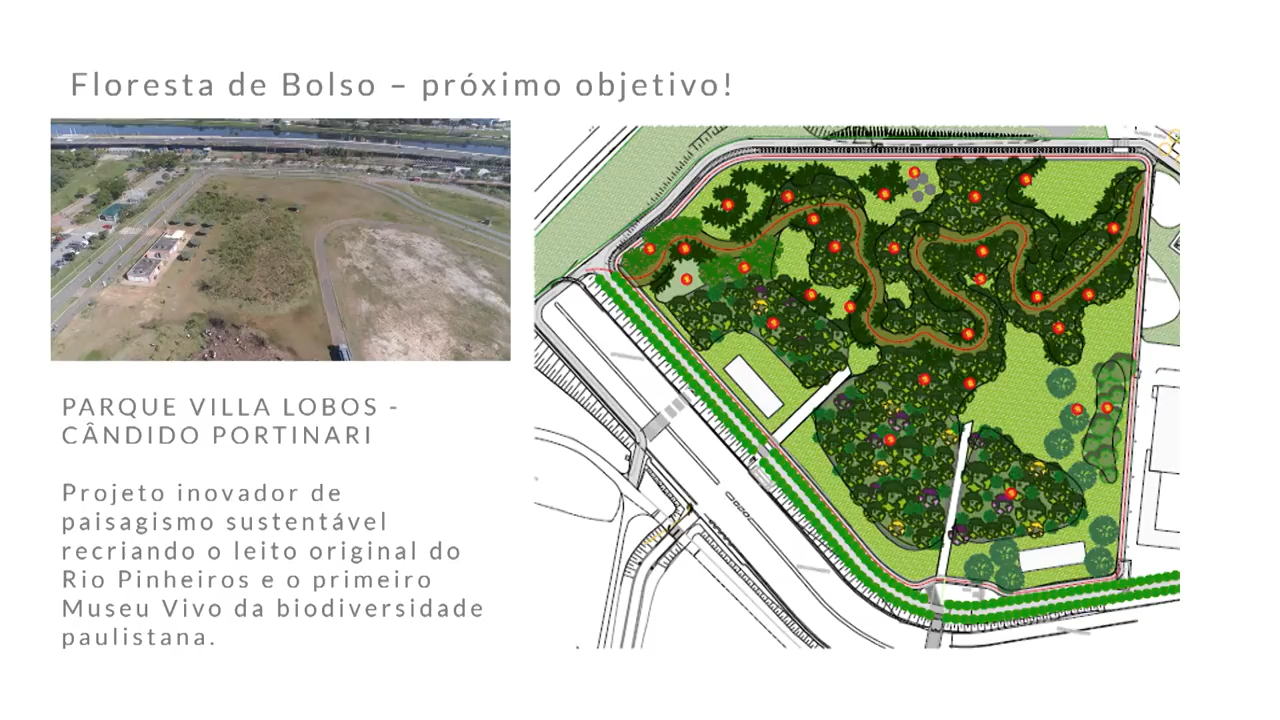 Floresta de Bolso – próximo objetivo!
PARQUE VILLA LOBOS -
CÂNDIDO PORTINARI
Projeto inovador de
paisagismo sustentável
recriando o leito original do
Rio Pinheiros e o primeiro
Museu Vivo da biodiversidade
paulistana.